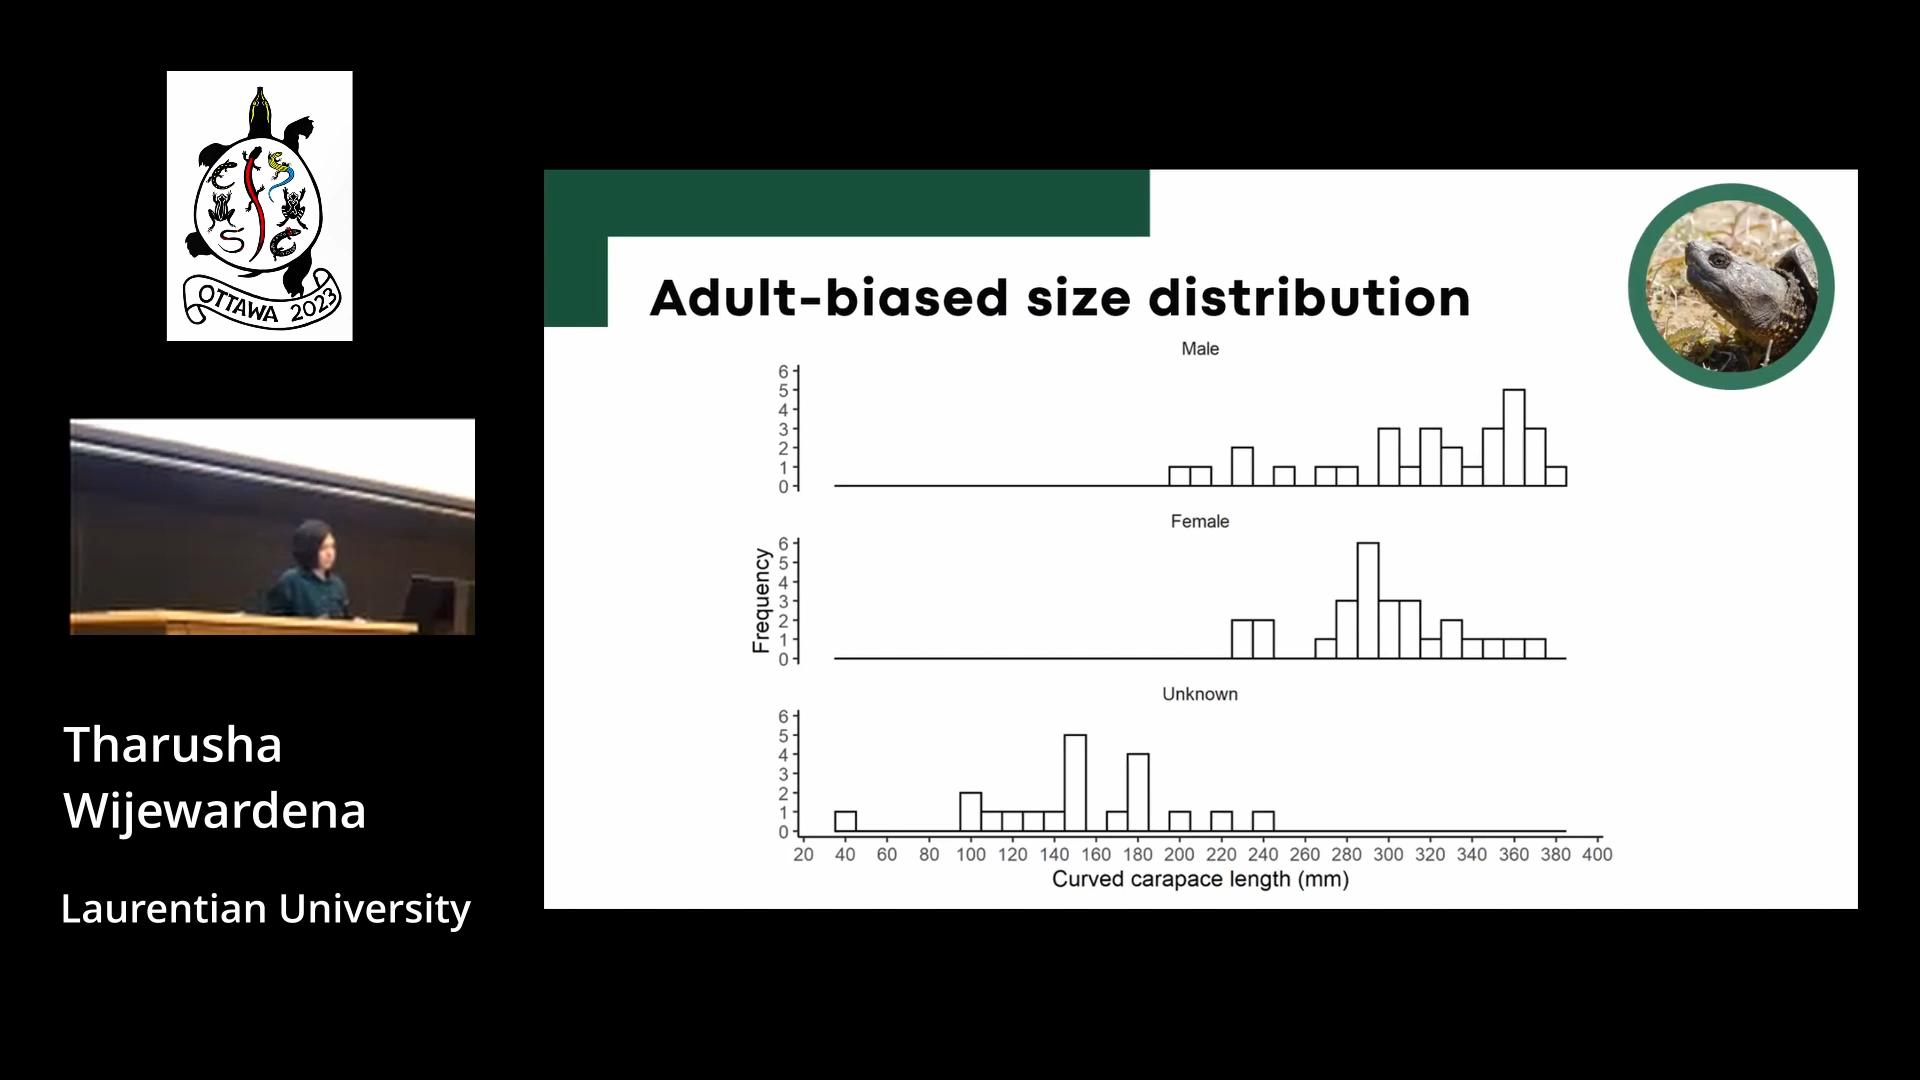 OTTAWA 2023
Tharusha
Wijewardena
Laurentian University
Adult-biased size distribution
Male
6
5
4
3
2
1
0
Female
Frequency
6
5
4
3
2
1
0
Unknown
6
5
4
3
2
1
0
20 40 60 80 100 120 140 160 180 200 220 240 260 280 300 320 340 360 380 400
Curved carapace length (mm)